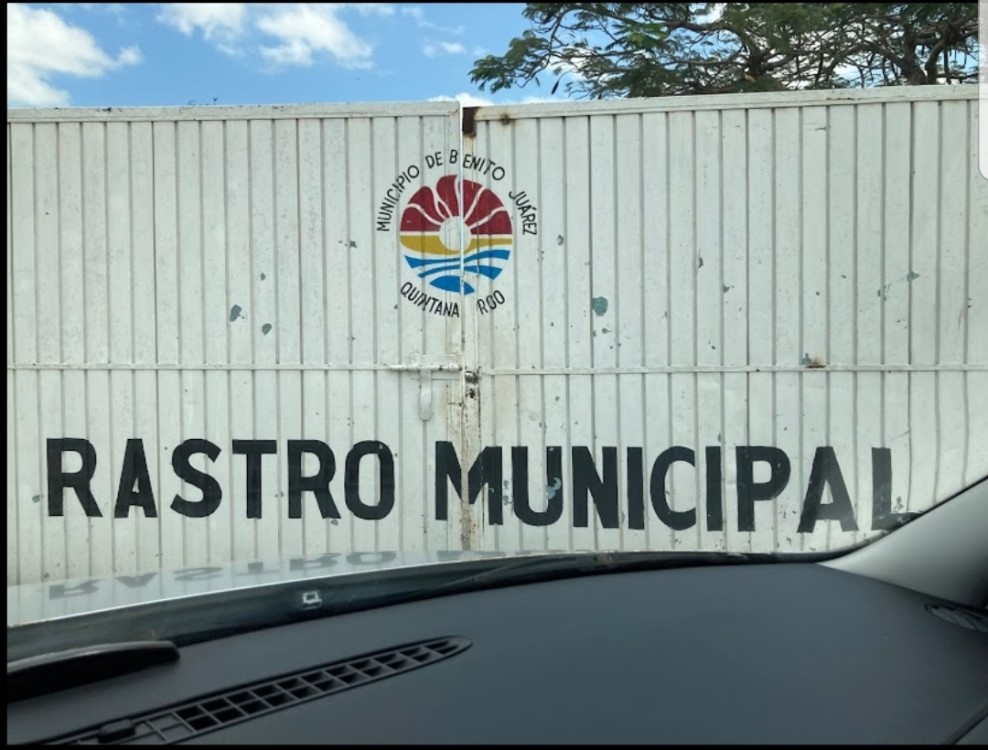 MUNICIPIO DE BENITO JUÁREZ
QUINTANA ROO
RASTRO MUNICIPAL